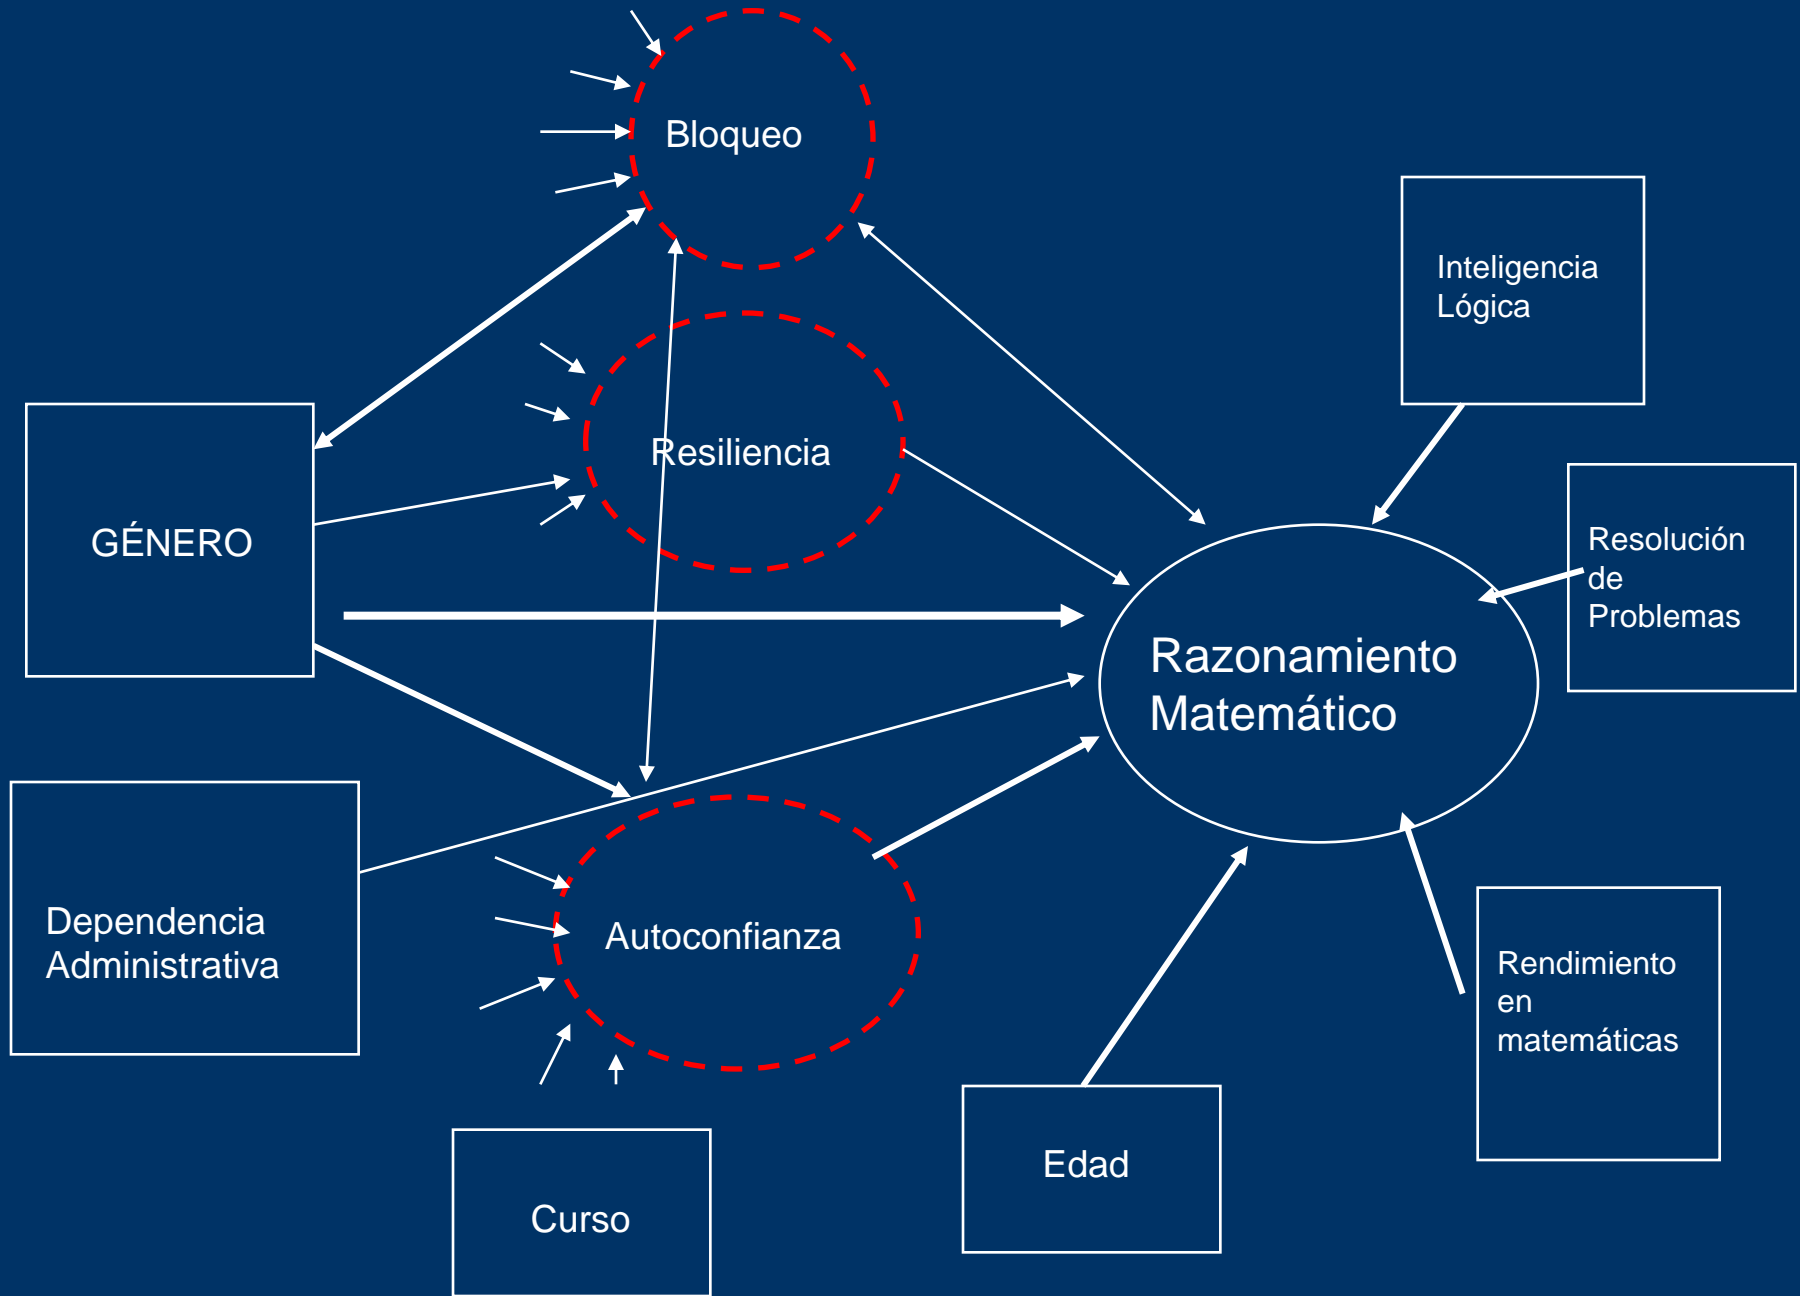 Bloqueo
Inteligencia
Lógica
Resiliencia
GÉNERO
Resolución
de
Problemas
Razonamiento
Matemático
Dependencia
Administrativa
Autoconfianza
Rendimiento
en
matemáticas
Edad
Curso